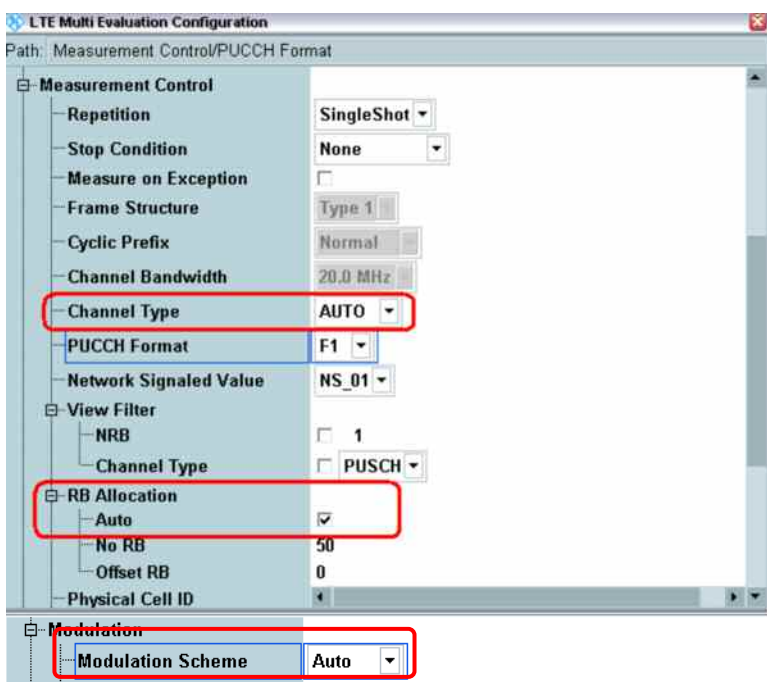 LTE Multi Evaluation Configuration
Path: Measurement Control/PUCCH Format
Measurement Control
Repetition SingleShot
Stop Condition None
Measure on Exception
Frame Structure Type 1
Cyclic Prefix Normal
Channel Bandwidth 20.0 MHz
Channel Type AUTO
PUCCH Format F1
Network Signaled Value NS_01
View Filter
NRB 1
Channel Type PUSCH
RB Allocation
Auto
No RB 50
Offset RB 0
Physical Cell ID
Modulation
Modulation Scheme Auto